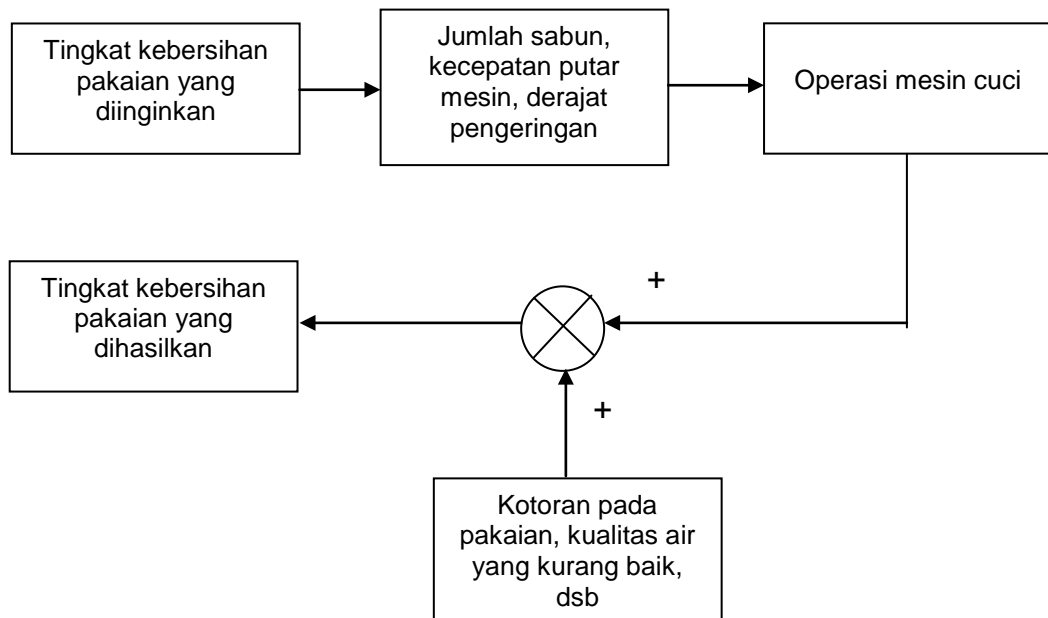 Tingkat kebersihan
pakaian yang
diinginkan
Jumlah sabun,
kecepatan putar
mesin, derajat
pengeringan
Operasi mesin cuci
Tingkat kebersihan
pakaian yang
dihasilkan
+
+
Kotoran pada
pakaian, kualitas air
yang kurang baik,
dsb